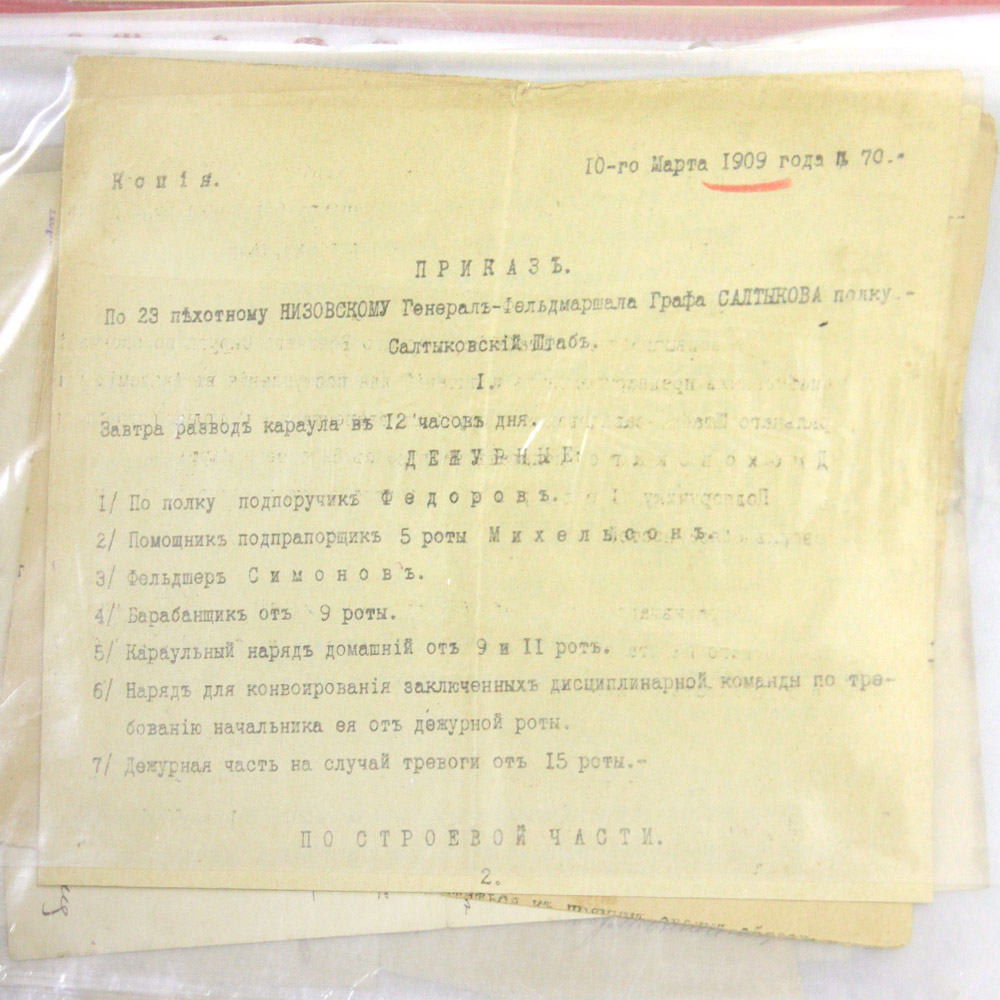 Копія.
10-го Марта 1909 года № 70.-
ПРИКАЗЪ.
По 23 пѣхотному НИЗОВСКОМУ Генералъ-Фельдмаршала Графа САЛТЫКОВА полку.-
Салтыковскій Штабъ.
I.
Завтра разводъ караула въ 12 часовъ дня.
ДЕЖУРНЫЕ:
1/ По полку подпоручикъ Федоровъ.
2/ Помощникъ подпрапорщикъ 5 роты Михельсонъ.
3/ Фельдшеръ Симоновъ.
4/ Барабанщикъ отъ 9 роты.
5/ Караульный нарядъ домашній отъ 9 и II ротъ.
6/ Нарядъ для конвоированія заключенныхъ дисциплинарной команды по тре-
бованію начальника ея отъ дежурной роты.
7/ Дежурная часть на случай тревоги отъ 15 роты.-
ПО СТРОЕВОЙ ЧАСТИ.
2.